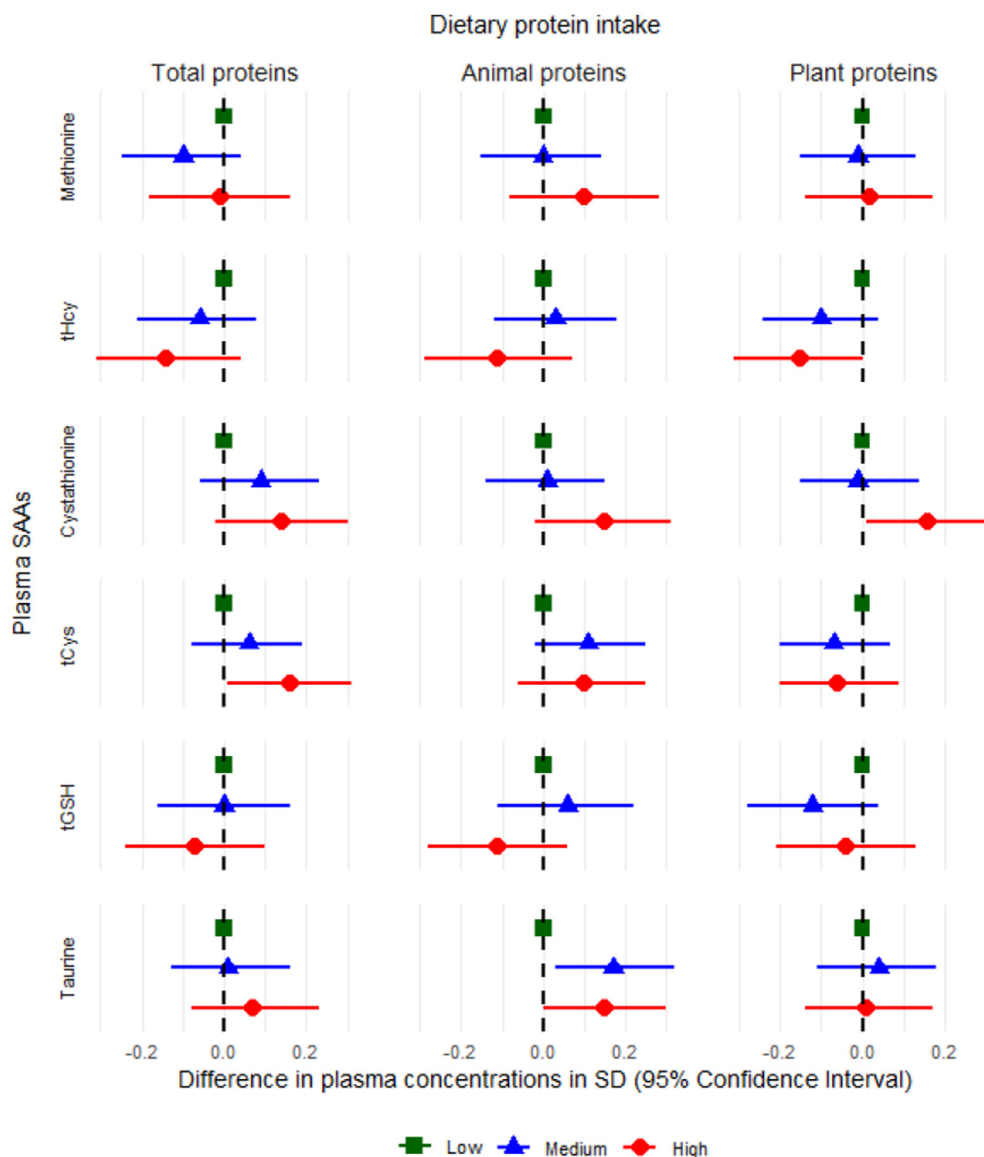 Dietary protein intake
Total proteins Animal proteins Plant proteins
Plasma SAAs
Methionine
tHcy
Cystathionine
tCys
tGSH
Taurine
-0.2 0.0 0.2 -0.2 0.0 0.2 -0.2 0.0 0.2
Difference in plasma concentrations in SD (95% Confidence Interval)
Low Medium High